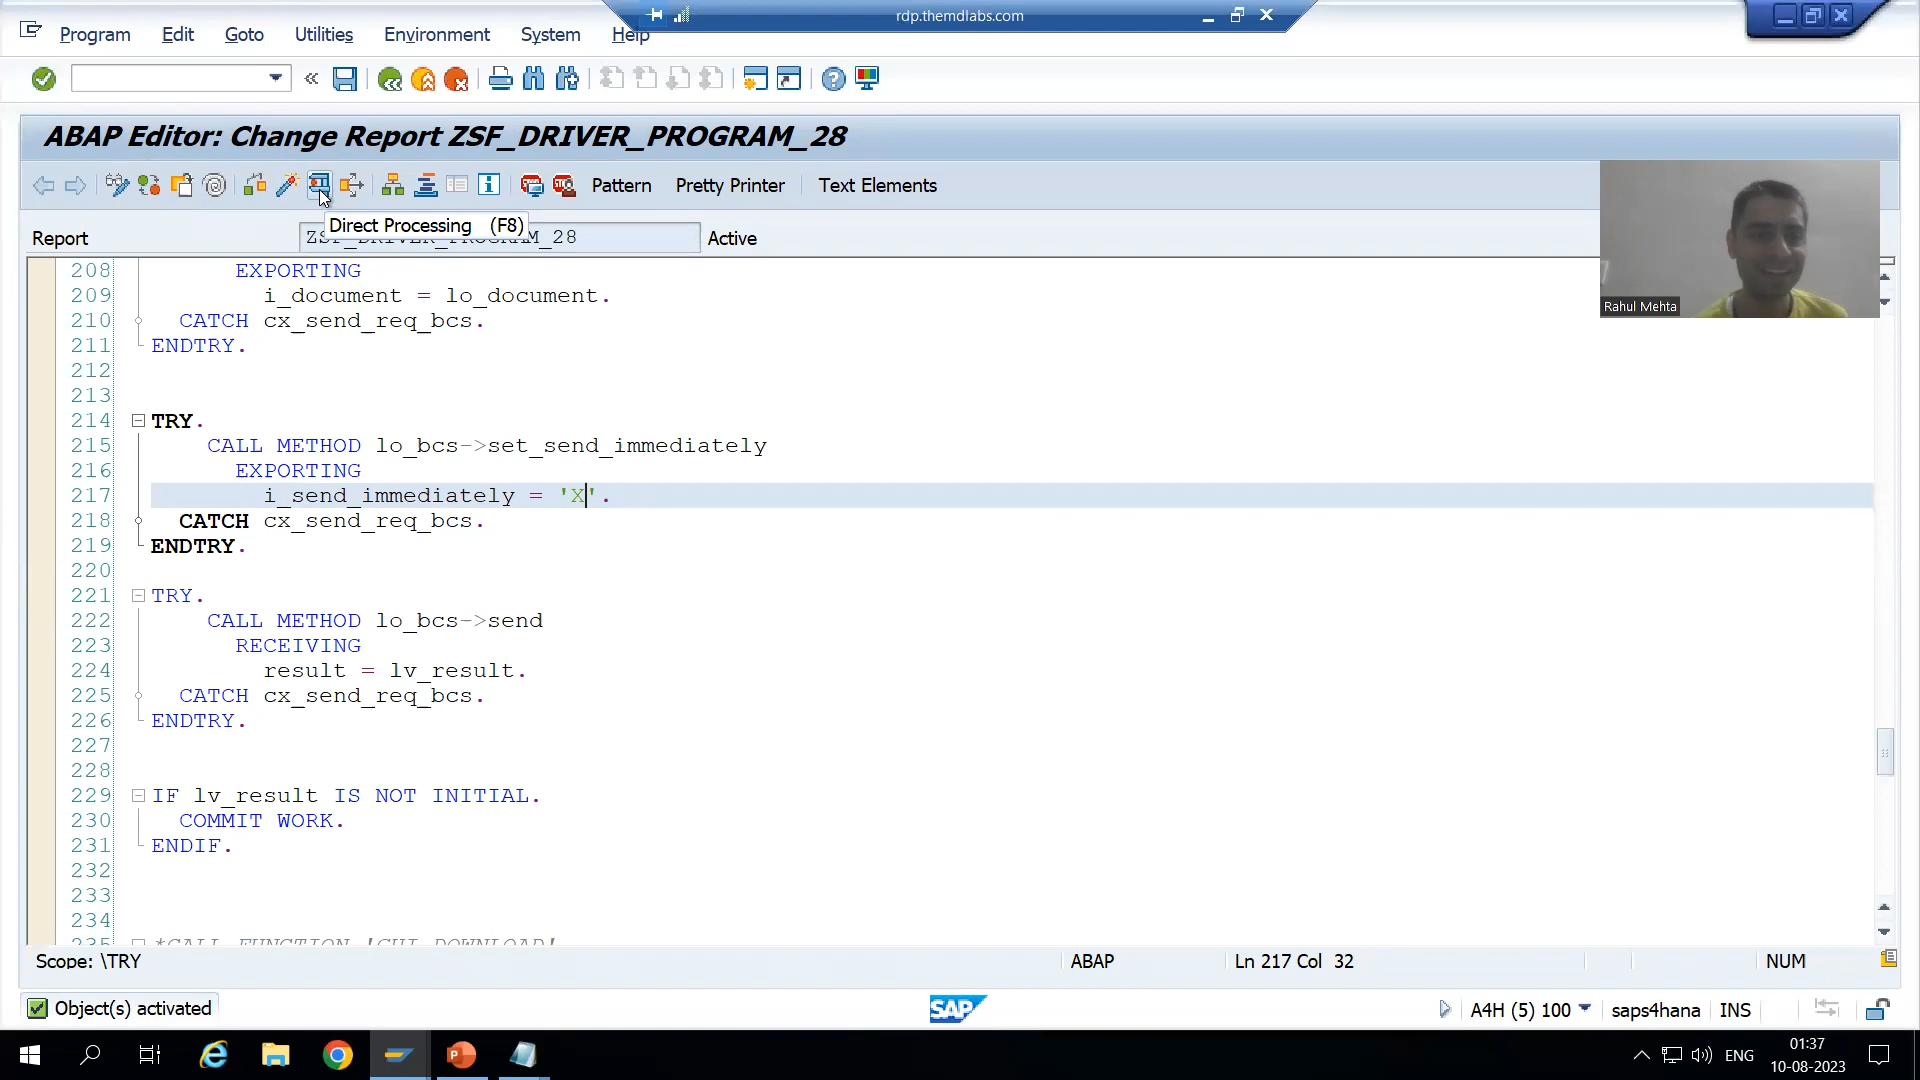 rdp.themdlabs.com
Program Edit Goto Utilities Environment System Help
ABAP Editor: Change Report ZSF_DRIVER_PROGRAM_28
Pattern Pretty Printer Text Elements
Direct Processing (F8)
Report ZSF_DRIVER_PROGRAM_28 Active
Rahul Mehta
208 EXPORTING
209 i_document = lo_document.
210 CATCH cx_send_req_bcs.
211 ENDTRY.
212
213
214 TRY.
215 CALL METHOD lo_bcs->set_send_immediately
216 EXPORTING
217 i_send_immediately = 'X'.
218 CATCH cx_send_req_bcs.
219 ENDTRY.
220
221 TRY.
222 CALL METHOD lo_bcs->send
223 RECEIVING
224 result = lv_result.
225 CATCH cx_send_req_bcs.
226 ENDTRY.
227
228
229 IF lv_result IS NOT INITIAL.
230 COMMIT WORK.
231 ENDIF.
232
233
234
235 *CALL FUNCTION 'GUI_DOWNLOAD'
Scope: \TRY ABAP Ln 217 Col 32 NUM
Object(s) activated SAP A4H (5) 100 saps4hana INS
ENG 01:37
10-08-2023